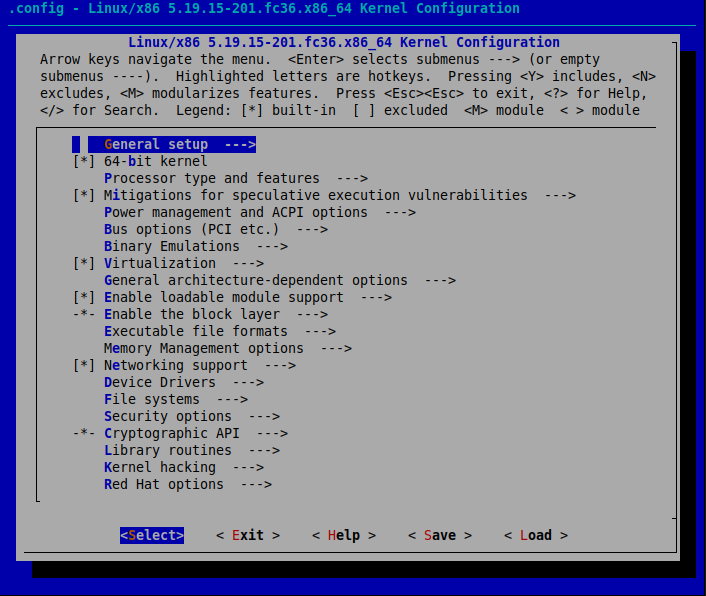 .config - Linux/x86 5.19.15-201.fc36.x86_64 Kernel Configuration
Linux/x86 5.19.15-201.fc36.x86_64 Kernel Configuration
Arrow keys navigate the menu.  <Enter> selects submenus ---> (or empty
submenus ----).  Highlighted letters are hotkeys.  Pressing <Y> includes, <N>
excludes, <M> modularizes features.  Press <Esc><Esc> to exit, <?> for Help,
</> for Search.  Legend: [*] built-in  [ ] excluded  <M> module  < > module
General setup  --->
[*] 64-bit kernel
Processor type and features  --->
[*] Mitigations for speculative execution vulnerabilities  --->
Power management and ACPI options  --->
Bus options (PCI etc.)  --->
Binary Emulations  --->
[*] Virtualization  --->
General architecture-dependent options  --->
[*] Enable loadable module support  --->
-*- Enable the block layer  --->
Executable file formats  --->
Memory Management options  --->
[*] Networking support  --->
Device Drivers  --->
File systems  --->
Security options  --->
-*- Cryptographic API  --->
Library routines  --->
Kernel hacking  --->
Red Hat options  --->
<Select>    < Exit >    < Help >    < Save >    < Load >